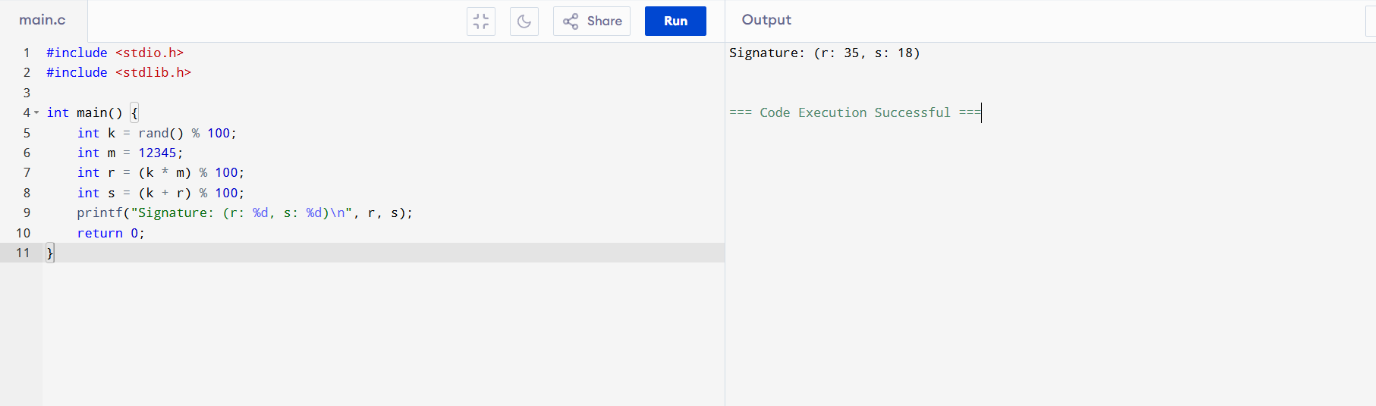 main.c
Share
Run
Output
1 #include <stdio.h>
2 #include <stdlib.h>
3
4 int main() {
5     int k = rand() % 100;
6     int m = 12345;
7     int r = (k * m) % 100;
8     int s = (k + r) % 100;
9     printf("Signature: (r: %d, s: %d)\n", r, s);
10     return 0;
11 }
Signature: (r: 35, s: 18)
=== Code Execution Successful ===